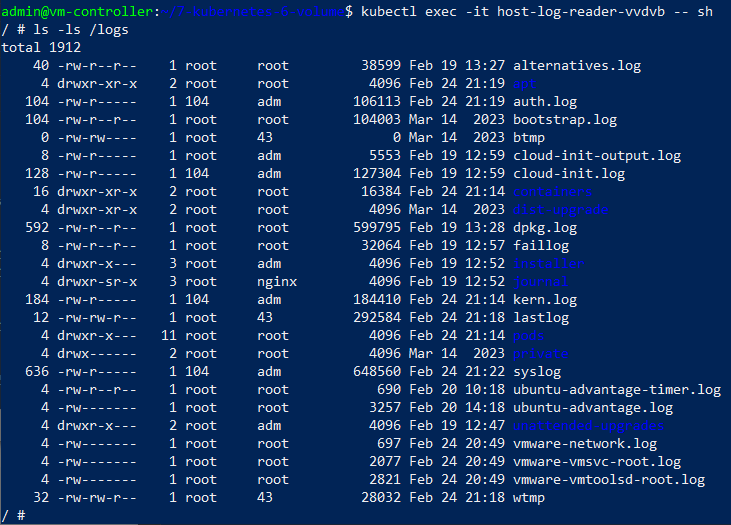 admin@vm-controller:~/7-kubernetes-6-volume$ kubectl exec -it host-log-reader-vvdvb -- sh
/ # ls -ls /logs
total 1912
40 -rw-r--r-- 1 root root 38599 Feb 19 13:27 alternatives.log
4 drwxr-xr-x 2 root root 4096 Feb 24 21:19 apt
104 -rw-r----- 1 104 adm 106113 Feb 24 21:19 auth.log
104 -rw-r--r-- 1 root root 104003 Mar 14 2023 bootstrap.log
0 -rw-rw---- 1 root 43 0 Mar 14 2023 btmp
8 -rw-r----- 1 root adm 5553 Feb 19 12:59 cloud-init-output.log
128 -rw-r----- 1 104 adm 127304 Feb 19 12:59 cloud-init.log
16 drwxr-xr-x 2 root root 16384 Feb 24 21:14 containers
4 drwxr-xr-x 2 root root 4096 Mar 14 2023 dist-upgrade
592 -rw-r--r-- 1 root root 599795 Feb 19 13:28 dpkg.log
8 -rw-r--r-- 1 root root 32064 Feb 19 12:57 faillog
4 drwxr-x--- 3 root adm 4096 Feb 19 12:52 installer
4 drwxr-sr-x 3 root nginx 4096 Feb 19 12:52 journal
184 -rw-r----- 1 104 adm 184410 Feb 24 21:14 kern.log
12 -rw-rw-r-- 1 root 43 292584 Feb 24 21:18 lastlog
4 drwxr-x--- 11 root root 4096 Feb 24 21:14 pods
4 drwx------ 2 root root 4096 Mar 14 2023 private
636 -rw-r----- 1 104 adm 648560 Feb 24 21:22 syslog
4 -rw-r--r-- 1 root root 690 Feb 20 10:18 ubuntu-advantage-timer.log
4 -rw------- 1 root root 3257 Feb 20 14:18 ubuntu-advantage.log
4 drwxr-x--- 2 root adm 4096 Feb 19 12:47 unattended-upgrades
4 -rw------- 1 root root 697 Feb 24 20:49 vmware-network.log
4 -rw------- 1 root root 2077 Feb 24 20:49 vmware-vmsvc-root.log
4 -rw------- 1 root root 2821 Feb 24 20:49 vmware-vmtoolsd-root.log
32 -rw-rw-r-- 1 root 43 28032 Feb 24 21:18 wtmp
/ #